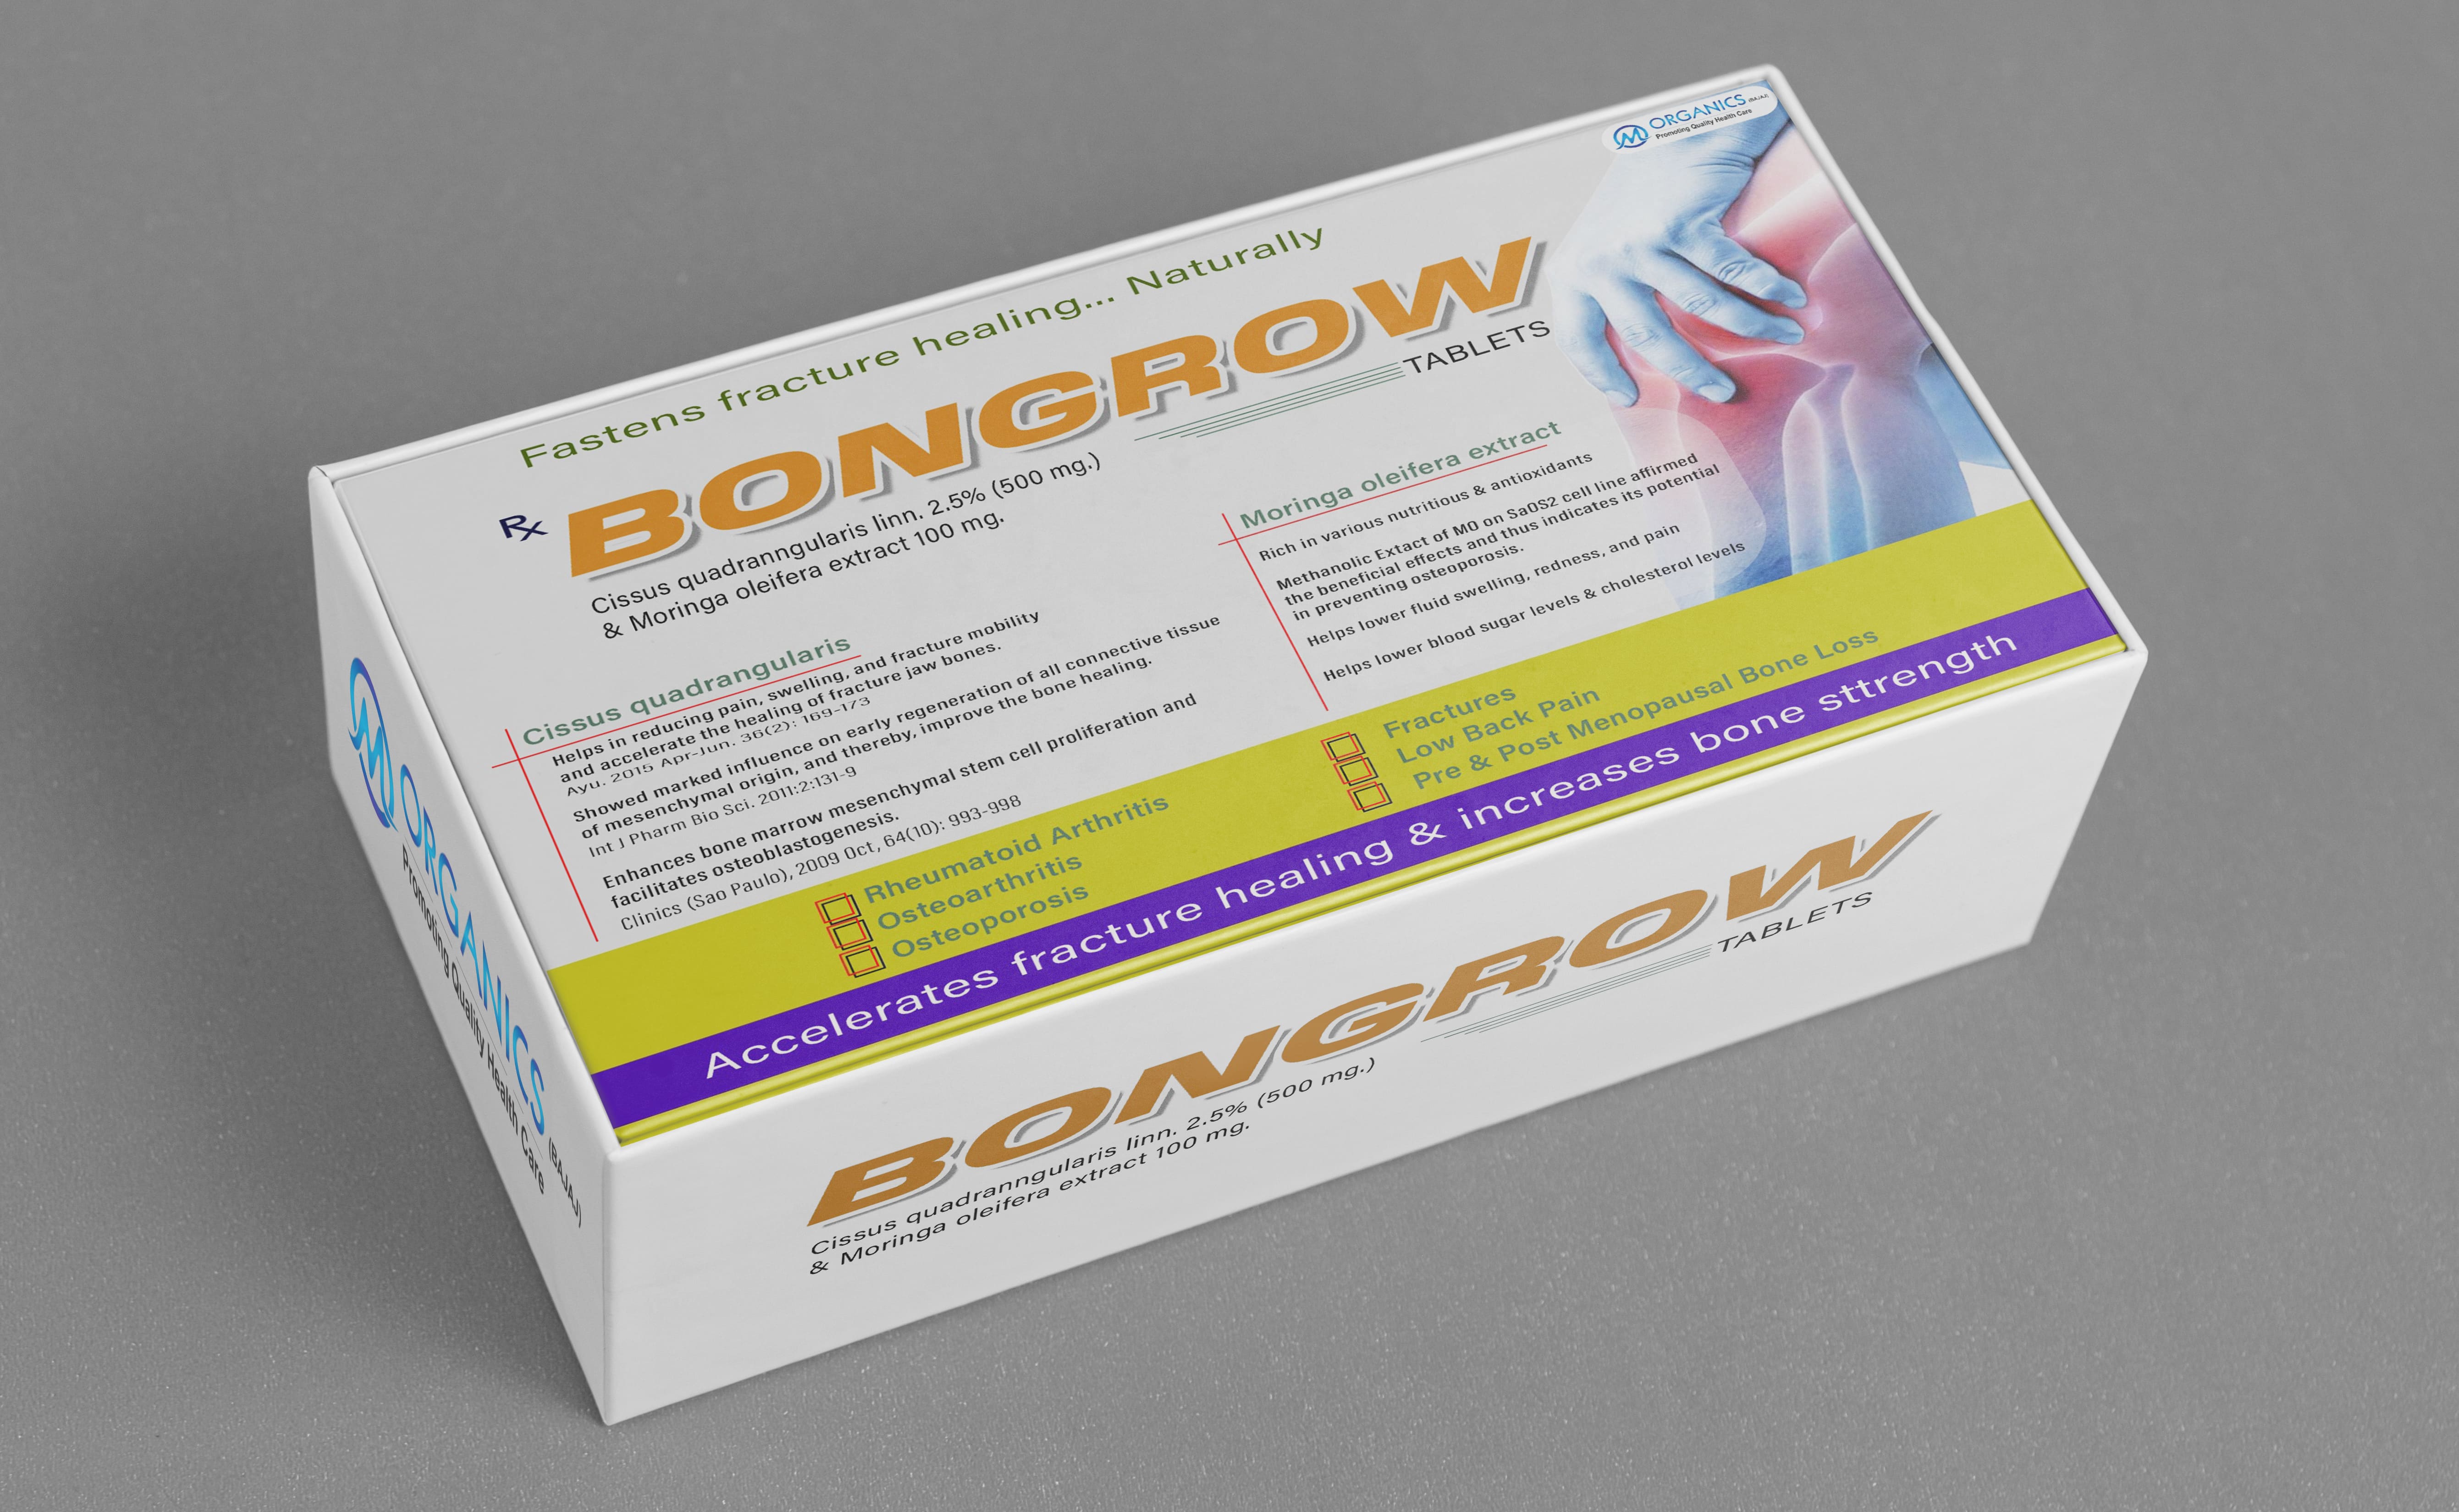 ORGANICS (BAJAJ)
Promoting Quality Health Care
Fastens fracture healing... Naturally
Rx BONGROW
TABLETS
Cissus quadranngularis linn. 2.5% (500 mg.)
& Moringa oleifera extract 100 mg.
Cissus quadrangularis
Helps in reducing pain, swelling, and fracture mobility
and accelerate the healing of fracture jaw bones.
Ayu. 2015 Apr-Jun. 36(2): 169-173
Showed marked influence on early regeneration of all connective tissue
of mesenchymal origin, and thereby, improve the bone healing.
Int J Pharm Bio Sci. 2011:2:131-9
Enhances bone marrow mesenchymal stem cell proliferation and
facilitates osteoblastogenesis.
Clinics (Sao Paulo), 2009 Oct, 64(10): 993-998
Moringa oleifera extract
Rich in various nutritious & antioxidants
Methanolic Extact of MO on SaOS2 cell line affirmed
the beneficial effects and thus indicates its potential
in preventing osteoporosis.
Helps lower fluid swelling, redness, and pain
Helps lower blood sugar levels & cholesterol levels
Rheumatoid Arthritis
Osteoarthritis
Osteoporosis
Fractures
Low Back Pain
Pre & Post Menopausal Bone Loss
Accelerates fracture healing & increases bone sttrength
BONGROW
TABLETS
Cissus quadranngularis linn. 2.5% (500 mg.)
& Moringa oleifera extract 100 mg.
M ORGANICS (BAJAJ)
Promoting Quality Health Care